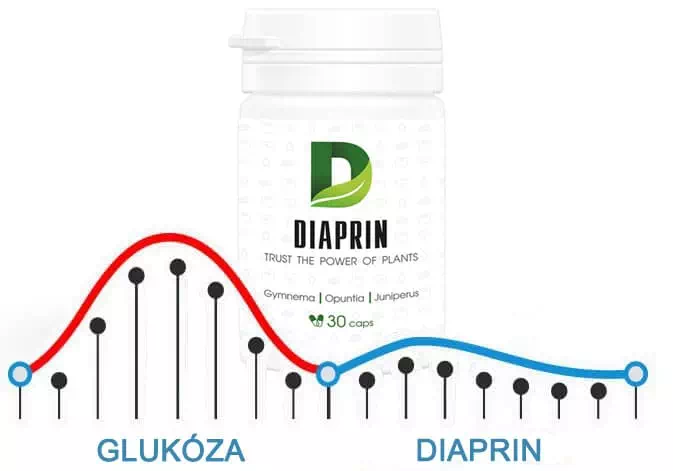 D
DIAPRIN
TRUST THE POWER OF PLANTS
Gymnema | Opuntia | Juniperus
30 caps
GLUKÓZA
DIAPRIN